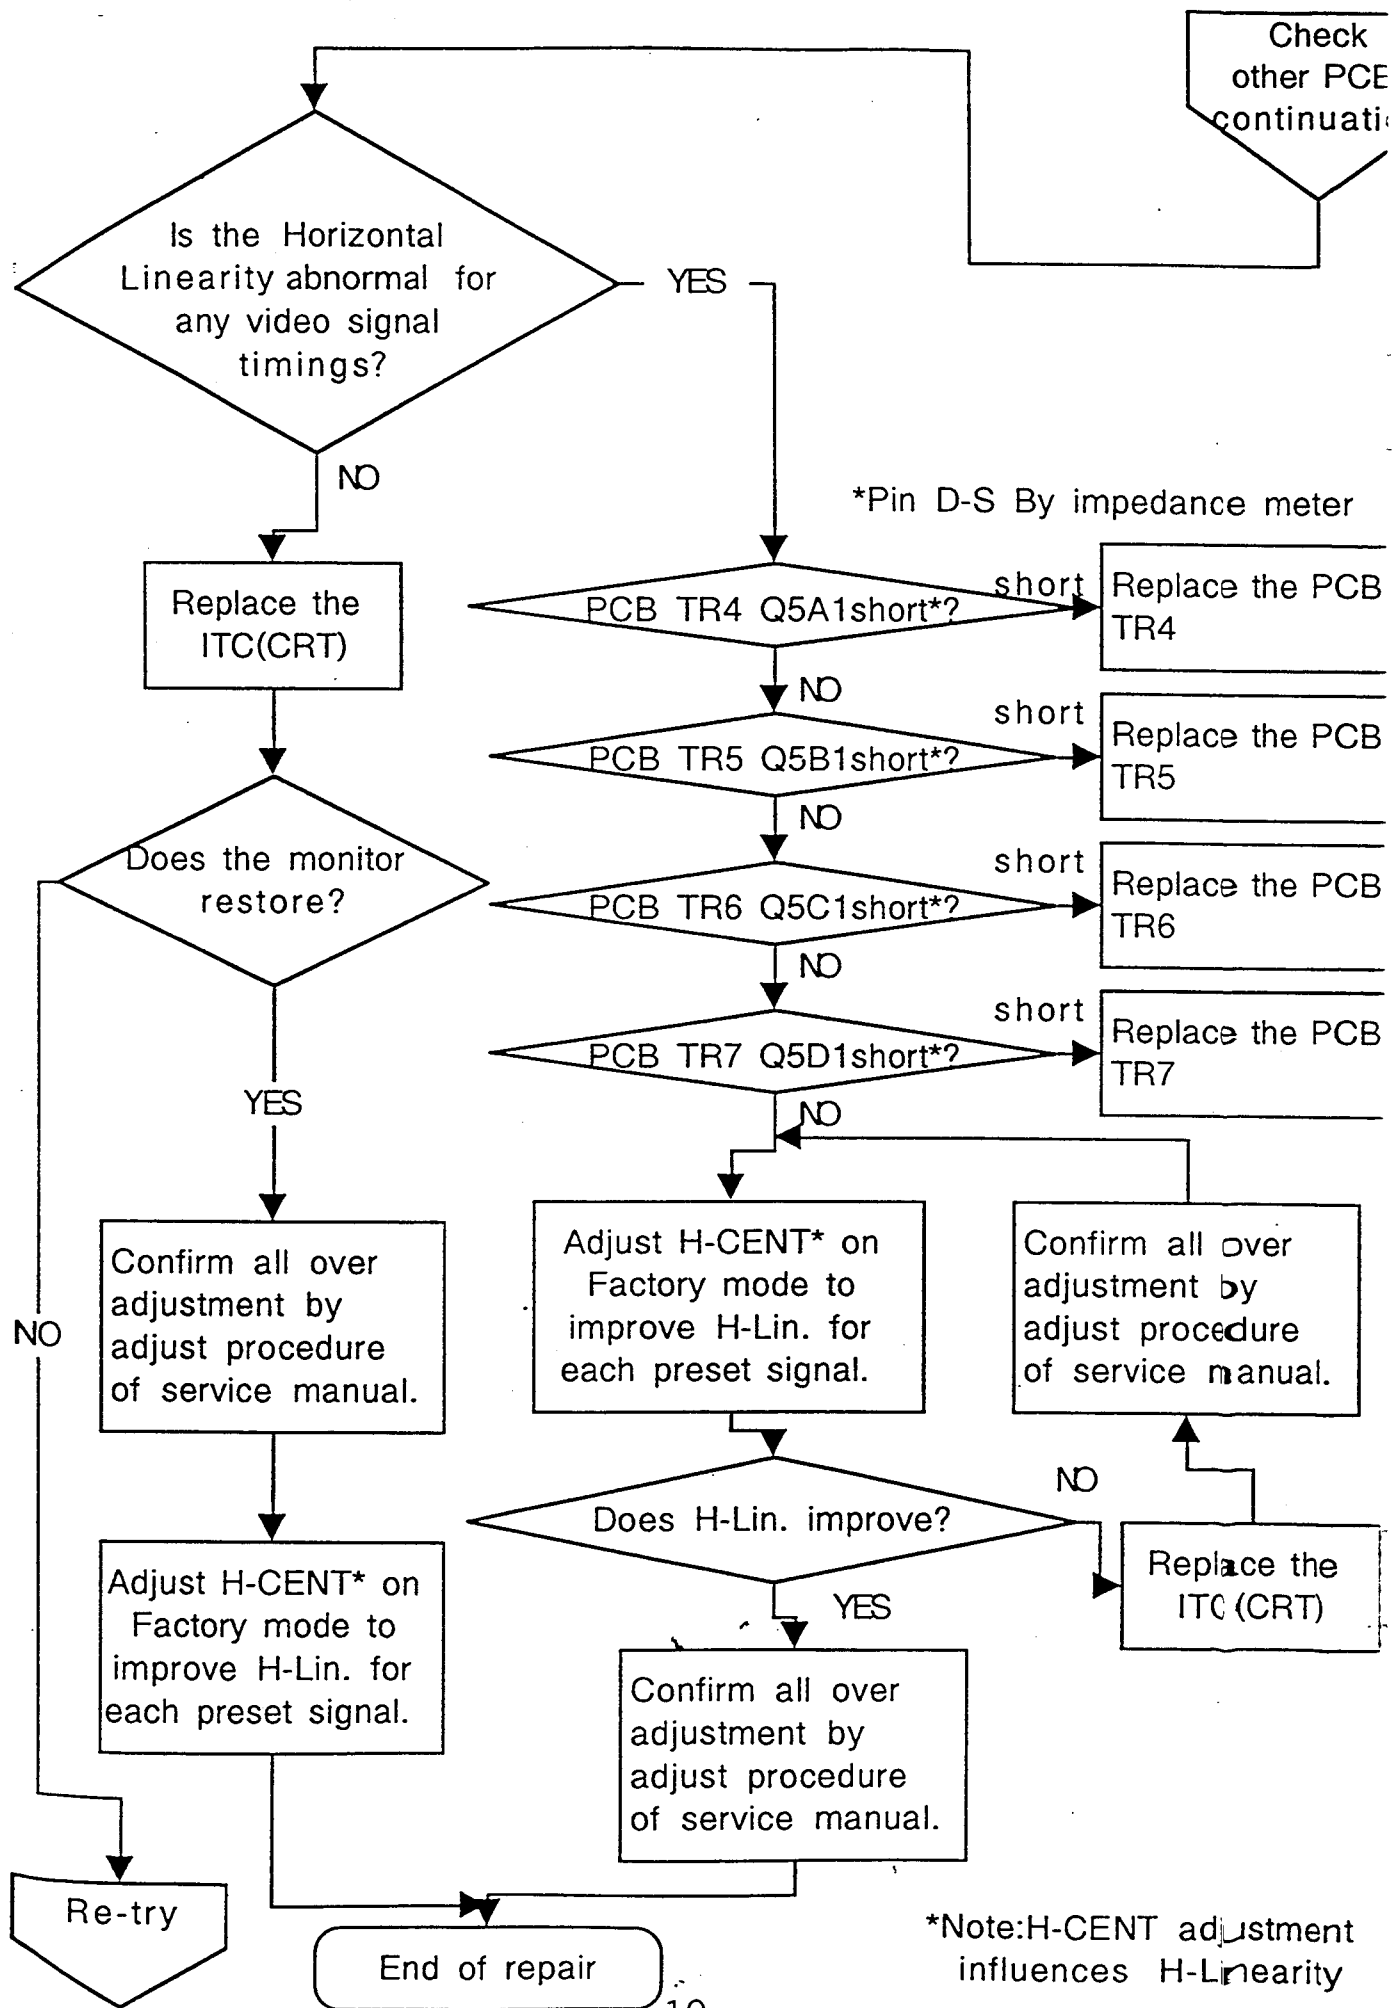 Check
other PCB
Is the Horizontal
Linearity abnormal for
any video signal
timings?
YES
NO
*Pin D-S By impedance meter
Replace the
ITC(CRT)
PCB TR4 Q5A1short*?
short
Replace the PCB
TR4
NO
PCB TR5 Q5B1short*?
short
Replace the PCB
TR5
NO
PCB TR6 Q5C1short*?
short
Replace the PCB
TR6
NO
PCB TR7 Q5D1short*?
short
Replace the PCB
TR7
NO
Does the monitor
restore?
YES
NO
Confirm all over
adjustment by
adjust procedure
of service manual.
Adjust H-CENT* on
Factory mode to
improve H-Lin. for
each preset signal.
Confirm all over
adjustment by
adjust procedure
of service manual.
Does H-Lin. improve?
NO
YES
Replace the
ITC(CRT)
Adjust H-CENT* on
Factory mode to
improve H-Lin. for
each preset signal.
Confirm all over
adjustment by
adjust procedure
of service manual.
Re-try
End of repair
*Note:H-CENT adjustment
influences H-Linearity